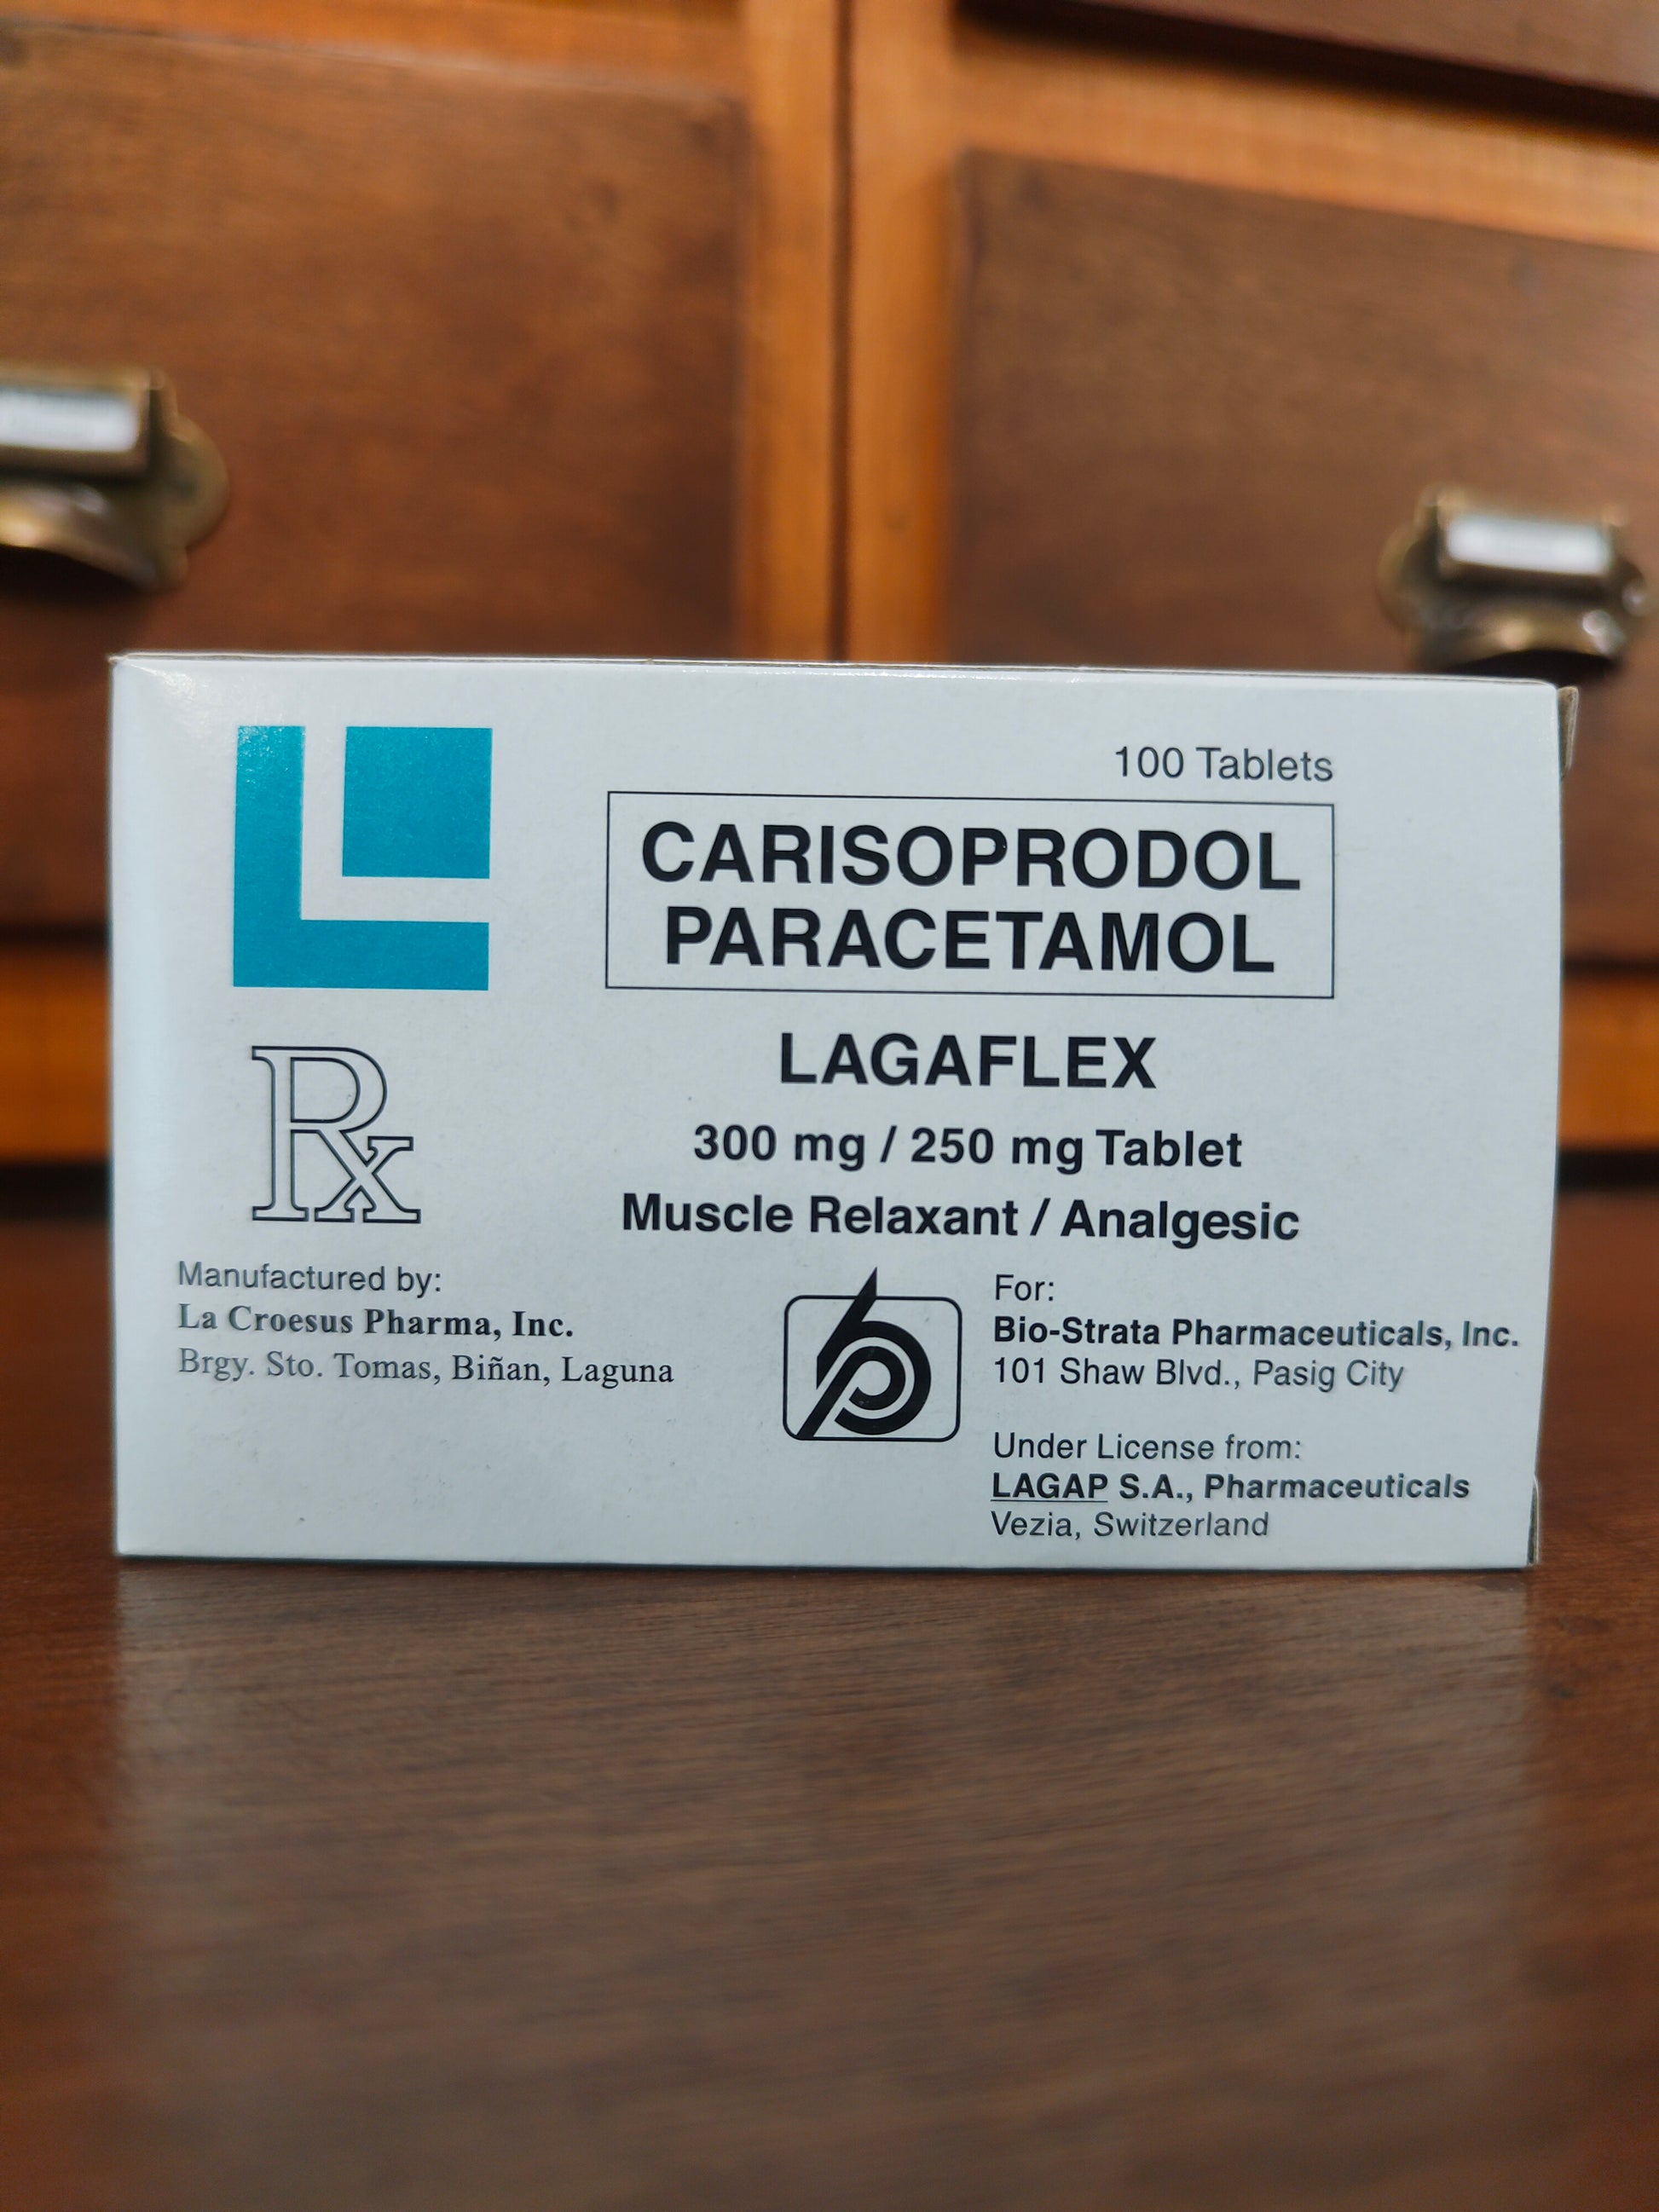 100 Tablets
CARISOPRODOL
PARACETAMOL
LAGAFLEX
300 mg / 250 mg Tablet
Muscle Relaxant / Analgesic
Rx
Manufactured by:
La Croesus Pharma, Inc.
Brgy. Sto. Tomas, Biñan, Laguna
For:
Bio-Strata Pharmaceuticals, Inc.
101 Shaw Blvd., Pasig City
Under License from:
LAGAP S.A., Pharmaceuticals
Vezia, Switzerland